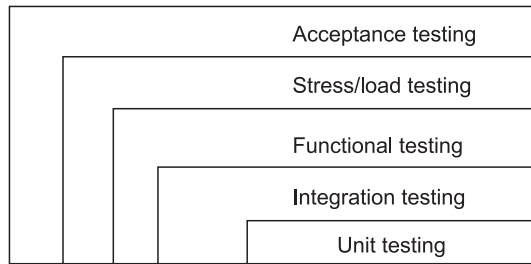 Acceptance testing
Stress/load testing
Functional testing
Integration testing
Unit testing